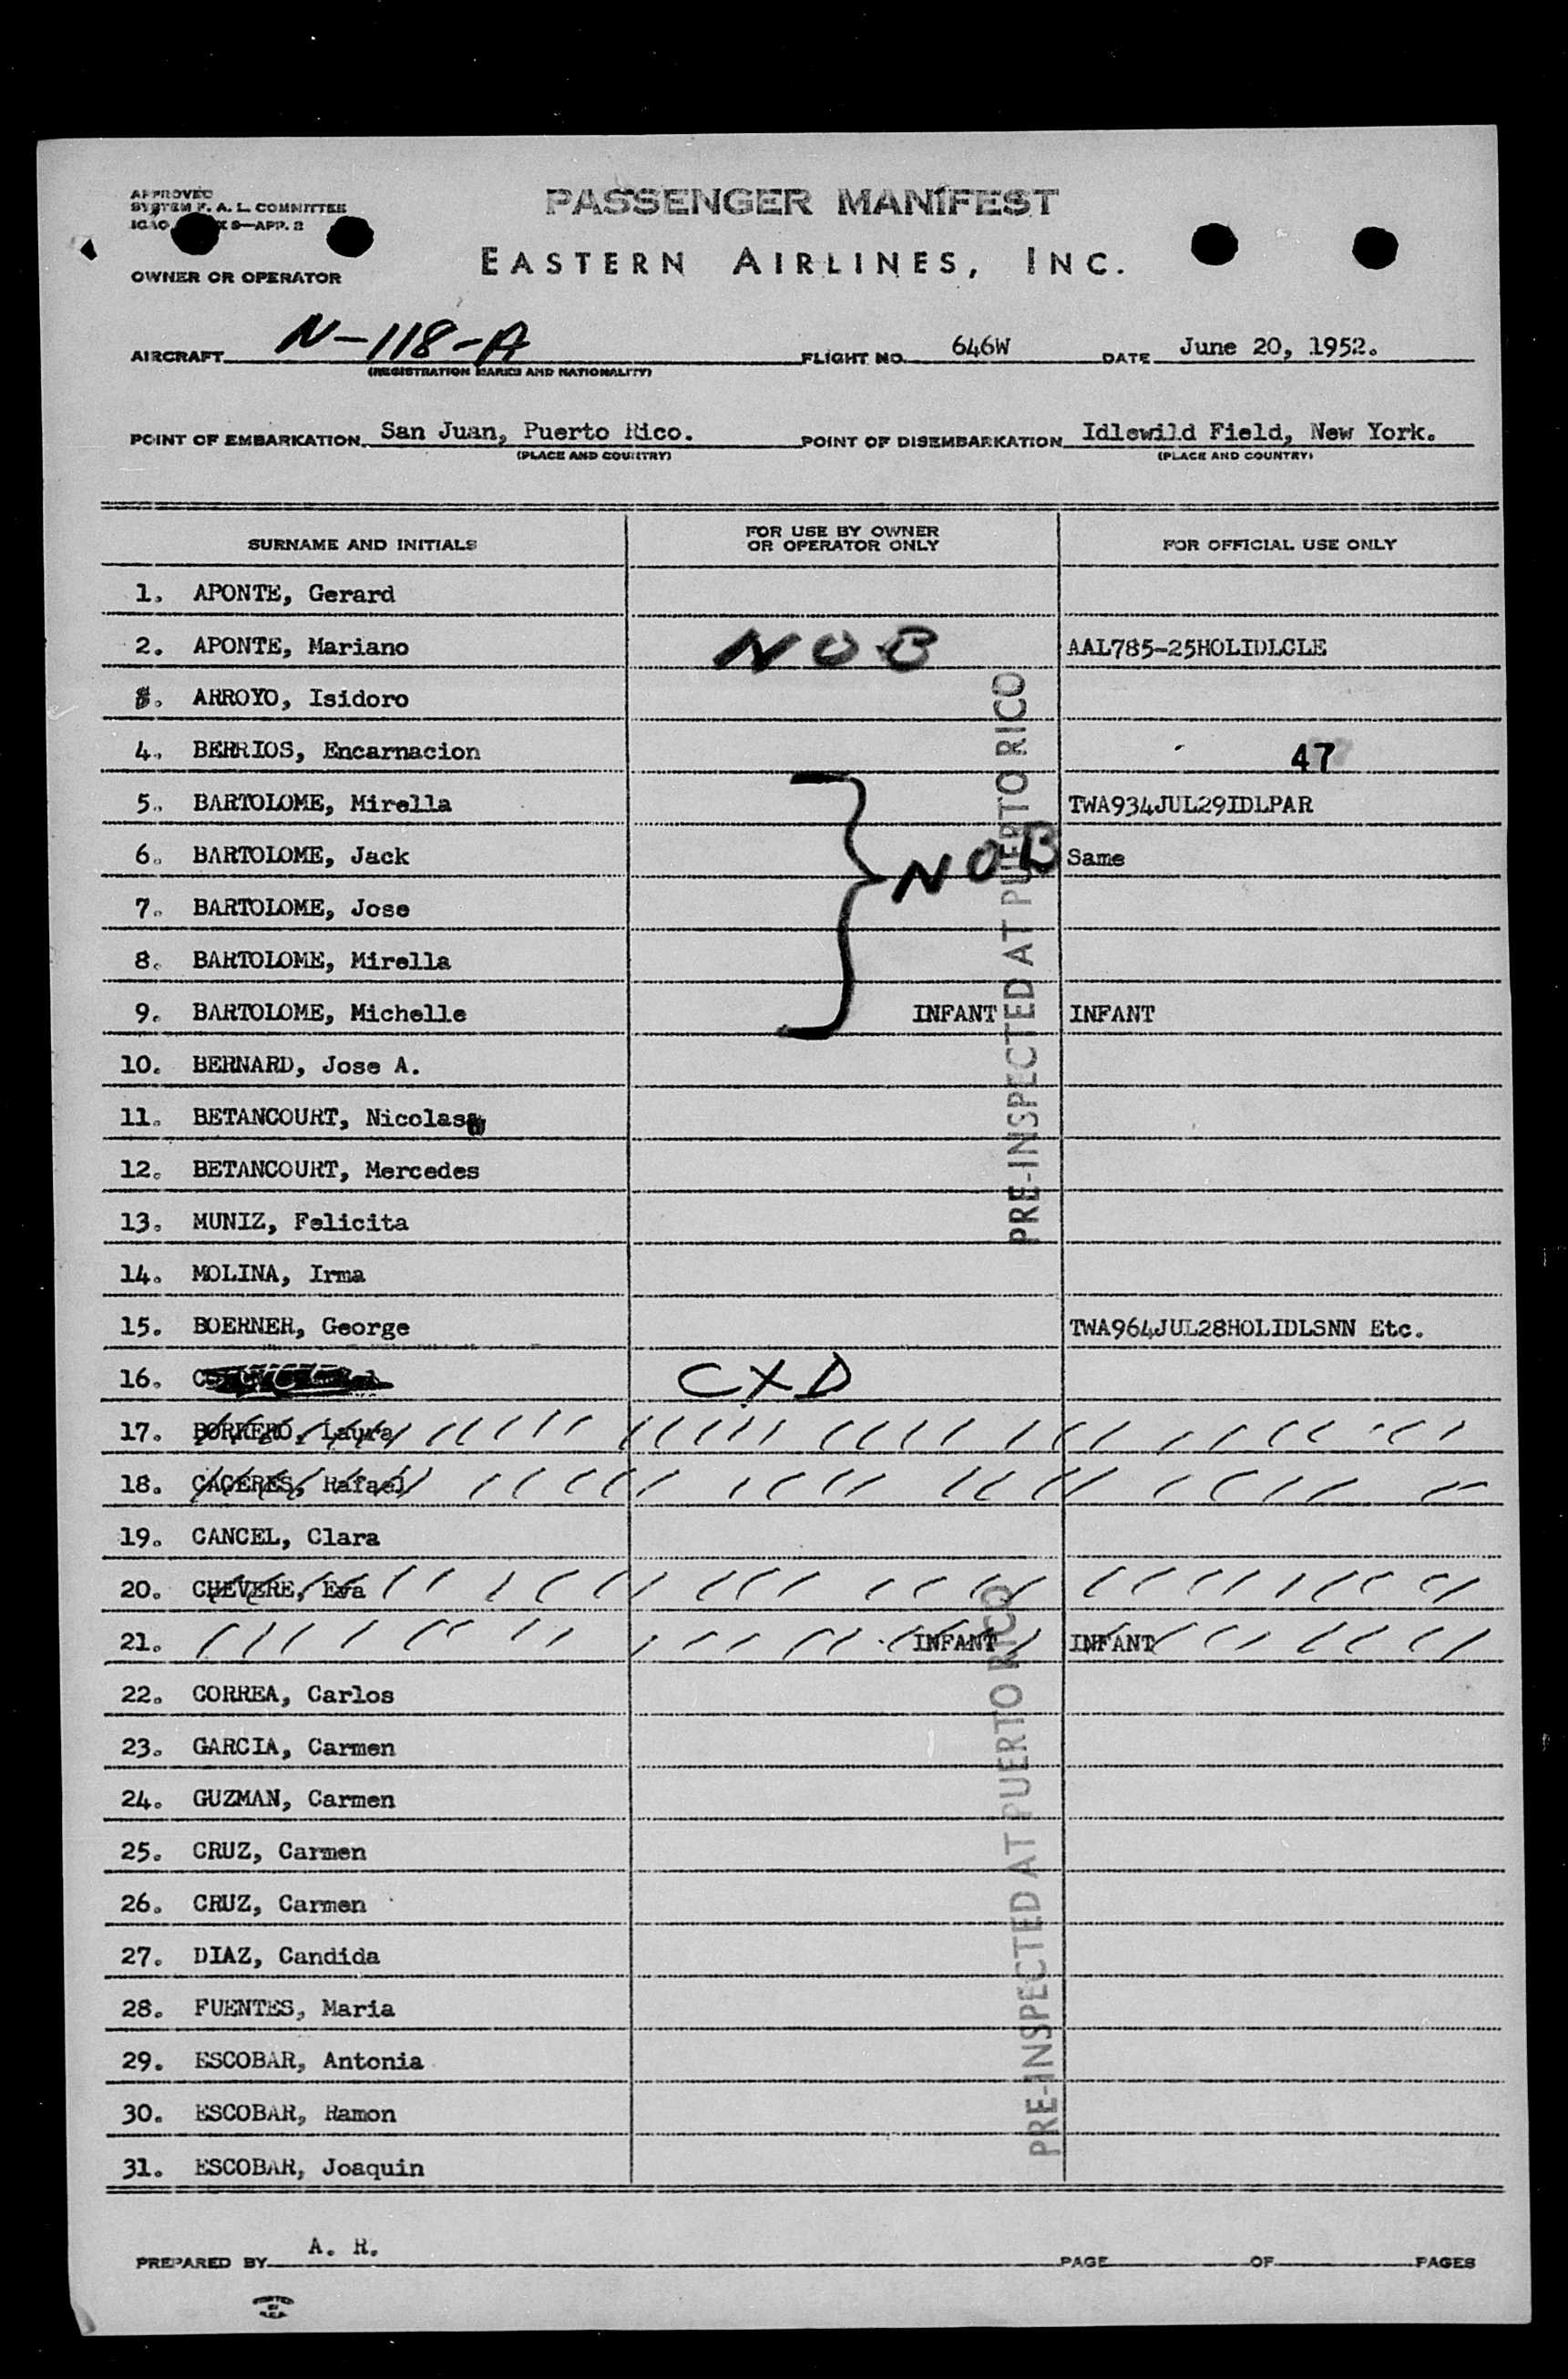 APPROVED
SYSTEM F. A. L. COMMITTEE
ICAO 9—APP. 2
PASSENGER MANIFEST
EASTERN AIRLINES, INC.
OWNER OR OPERATOR
AIRCRAFT N-118-A FLIGHT NO. 646W DATE June 20, 1952.
(REGISTRATION MARKS AND NATIONALITY)
POINT OF EMBARKATION San Juan, Puerto Rico. POINT OF DISEMBARKATION Idlewild Field, New York.
(PLACE AND COUNTRY) (PLACE AND COUNTRY)
SURNAME AND INITIALS FOR USE BY OWNER OR OPERATOR ONLY FOR OFFICIAL USE ONLY
1. APONTE, Gerard
2. APONTE, Mariano NOB AAL785-25HOLIDLCLE
3. ARROYO, Isidoro
4. BERRIOS, Encarnacion 47
5. BARTOLOME, Mirella TWA934JUL29IDLPAR
6. BARTOLOME, Jack NOB Same
7. BARTOLOME, Jose
8. BARTOLOME, Mirella
9. BARTOLOME, Michelle INFANT INFANT
10. BERNARD, Jose A.
11. BETANCOURT, Nicolasa
12. BETANCOURT, Mercedes
13. MUNIZ, Felicita
14. MOLINA, Irma
15. BOERNER, George TWA964JUL28HOLIDLSNN Etc.
16. CXD
17. BORRERO, Laura
18. CACERES, Rafael
19. CANCEL, Clara
20. CHEVERE, Eva
21. INFANT INFANT
22. CORREA, Carlos
23. GARCIA, Carmen
24. GUZMAN, Carmen
25. CRUZ, Carmen
26. CRUZ, Carmen
27. DIAZ, Candida
28. FUENTES, Maria
29. ESCOBAR, Antonia
30. ESCOBAR, Ramon
31. ESCOBAR, Joaquin
PRE-INSPECTED AT PUERTO RICO
PRE-INSPECTED AT PUERTO RICO
PREPARED BY A. R. PAGE OF PAGES